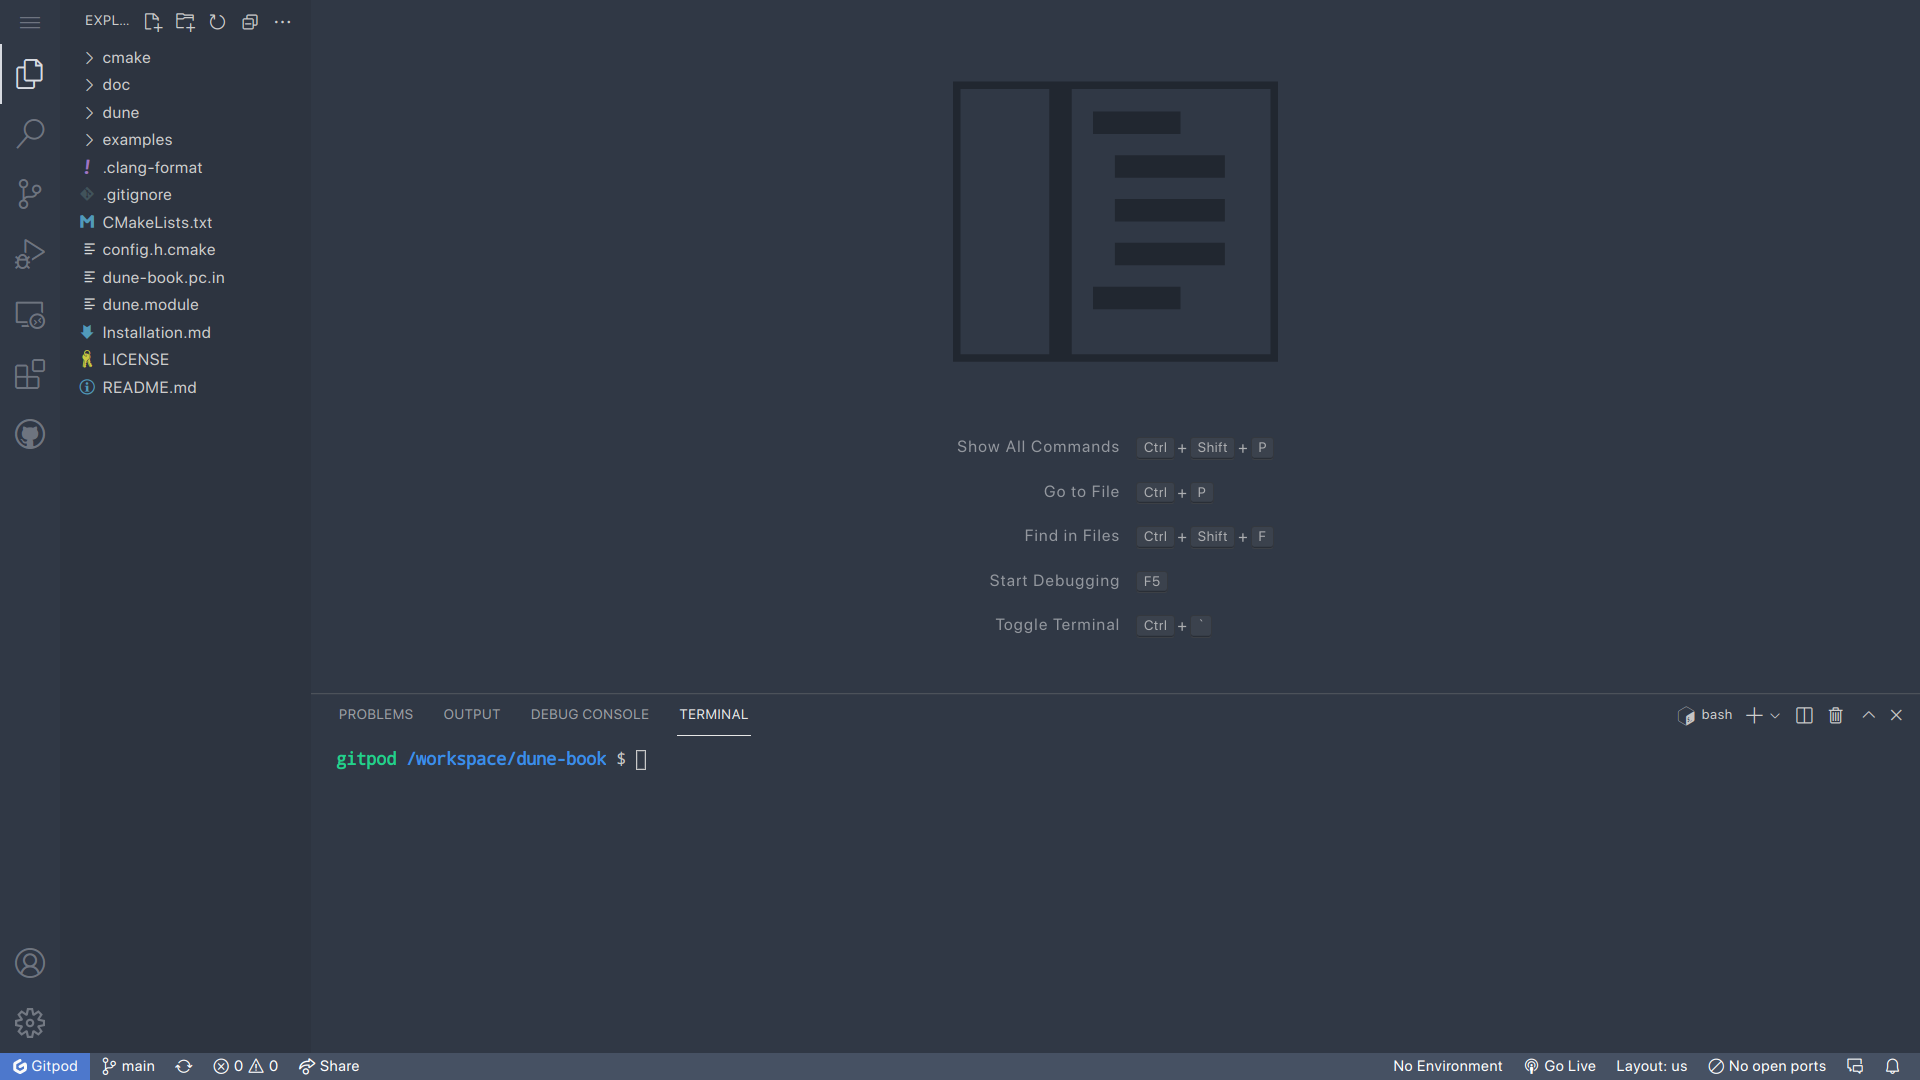 EXPL...
cmake
doc
dune
examples
.clang-format
.gitignore
CMakeLists.txt
config.h.cmake
dune-book.pc.in
dune.module
Installation.md
LICENSE
README.md
Show All Commands Ctrl + Shift + P
Go to File Ctrl + P
Find in Files Ctrl + Shift + F
Start Debugging F5
Toggle Terminal Ctrl + `
PROBLEMS OUTPUT DEBUG CONSOLE TERMINAL bash
gitpod /workspace/dune-book $
Gitpod main 0 0 Share No Environment Go Live Layout: us No open ports